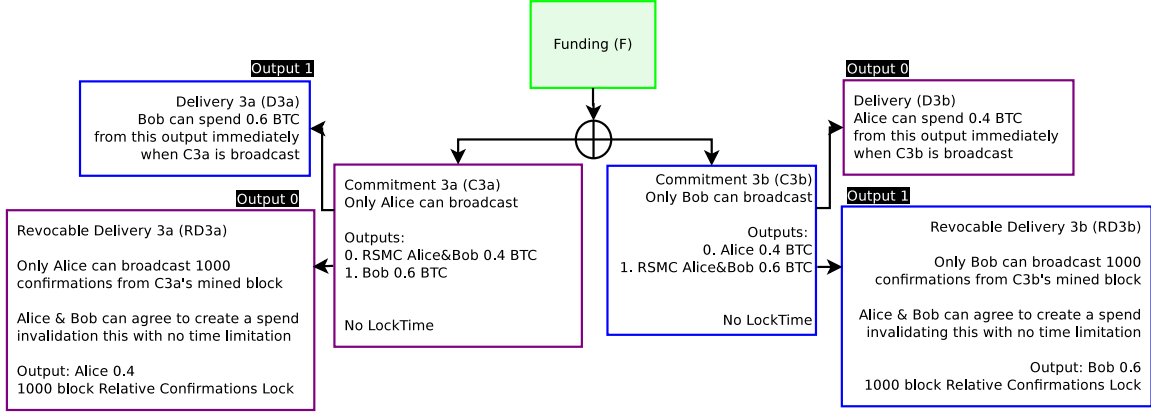 Funding (F)
Output 1
Delivery 3a (D3a)
Bob can spend 0.6 BTC
from this output immediately
when C3a is broadcast
Output 0
Revocable Delivery 3a (RD3a)
Only Alice can broadcast 1000
confirmations from C3a's mined block
Alice & Bob can agree to create a spend
invalidation this with no time limitation
Output: Alice 0.4
1000 block Relative Confirmations Lock
Commitment 3a (C3a)
Only Alice can broadcast
Outputs:
0. RSMC Alice&Bob 0.4 BTC
1. Bob 0.6 BTC
No LockTime
Commitment 3b (C3b)
Only Bob can broadcast
Outputs:
0. Alice 0.4 BTC
1. RSMC Alice&Bob 0.6 BTC
No LockTime
Output 0
Delivery (D3b)
Alice can spend 0.4 BTC
from this output immediately
when C3b is broadcast
Output 1
Revocable Delivery 3b (RD3b)
Only Bob can broadcast 1000
confirmations from C3b's mined block
Alice & Bob can agree to create a spend
invalidating this with no time limitation
Output: Bob 0.6
1000 block Relative Confirmations Lock